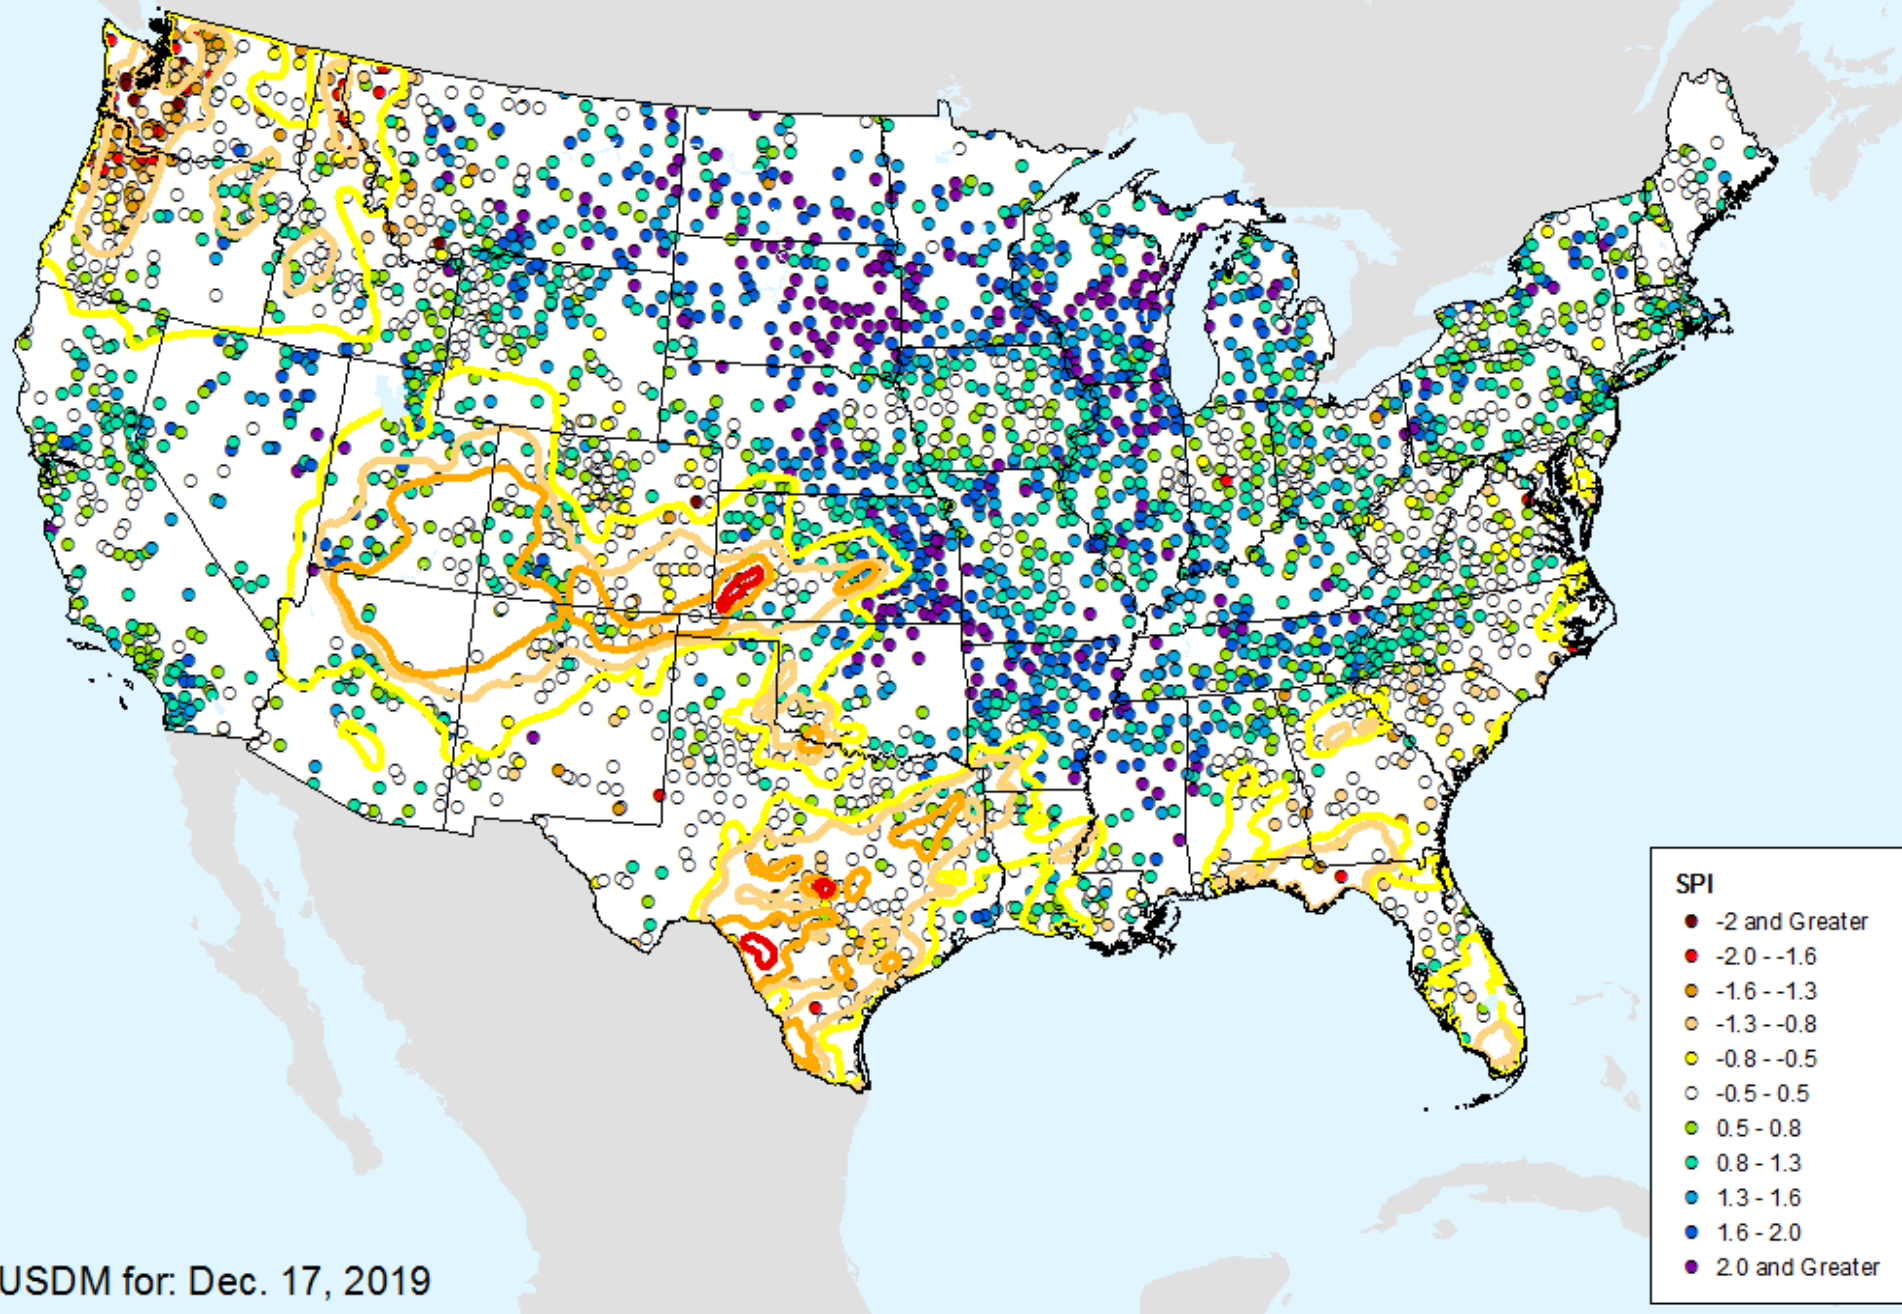 SPI
-2 and Greater
-2.0 - -1.6
-1.6 - -1.3
-1.3 - -0.8
-0.8 - -0.5
-0.5 - 0.5
0.5 - 0.8
0.8 - 1.3
1.3 - 1.6
1.6 - 2.0
2.0 and Greater
USDM for: Dec. 17, 2019